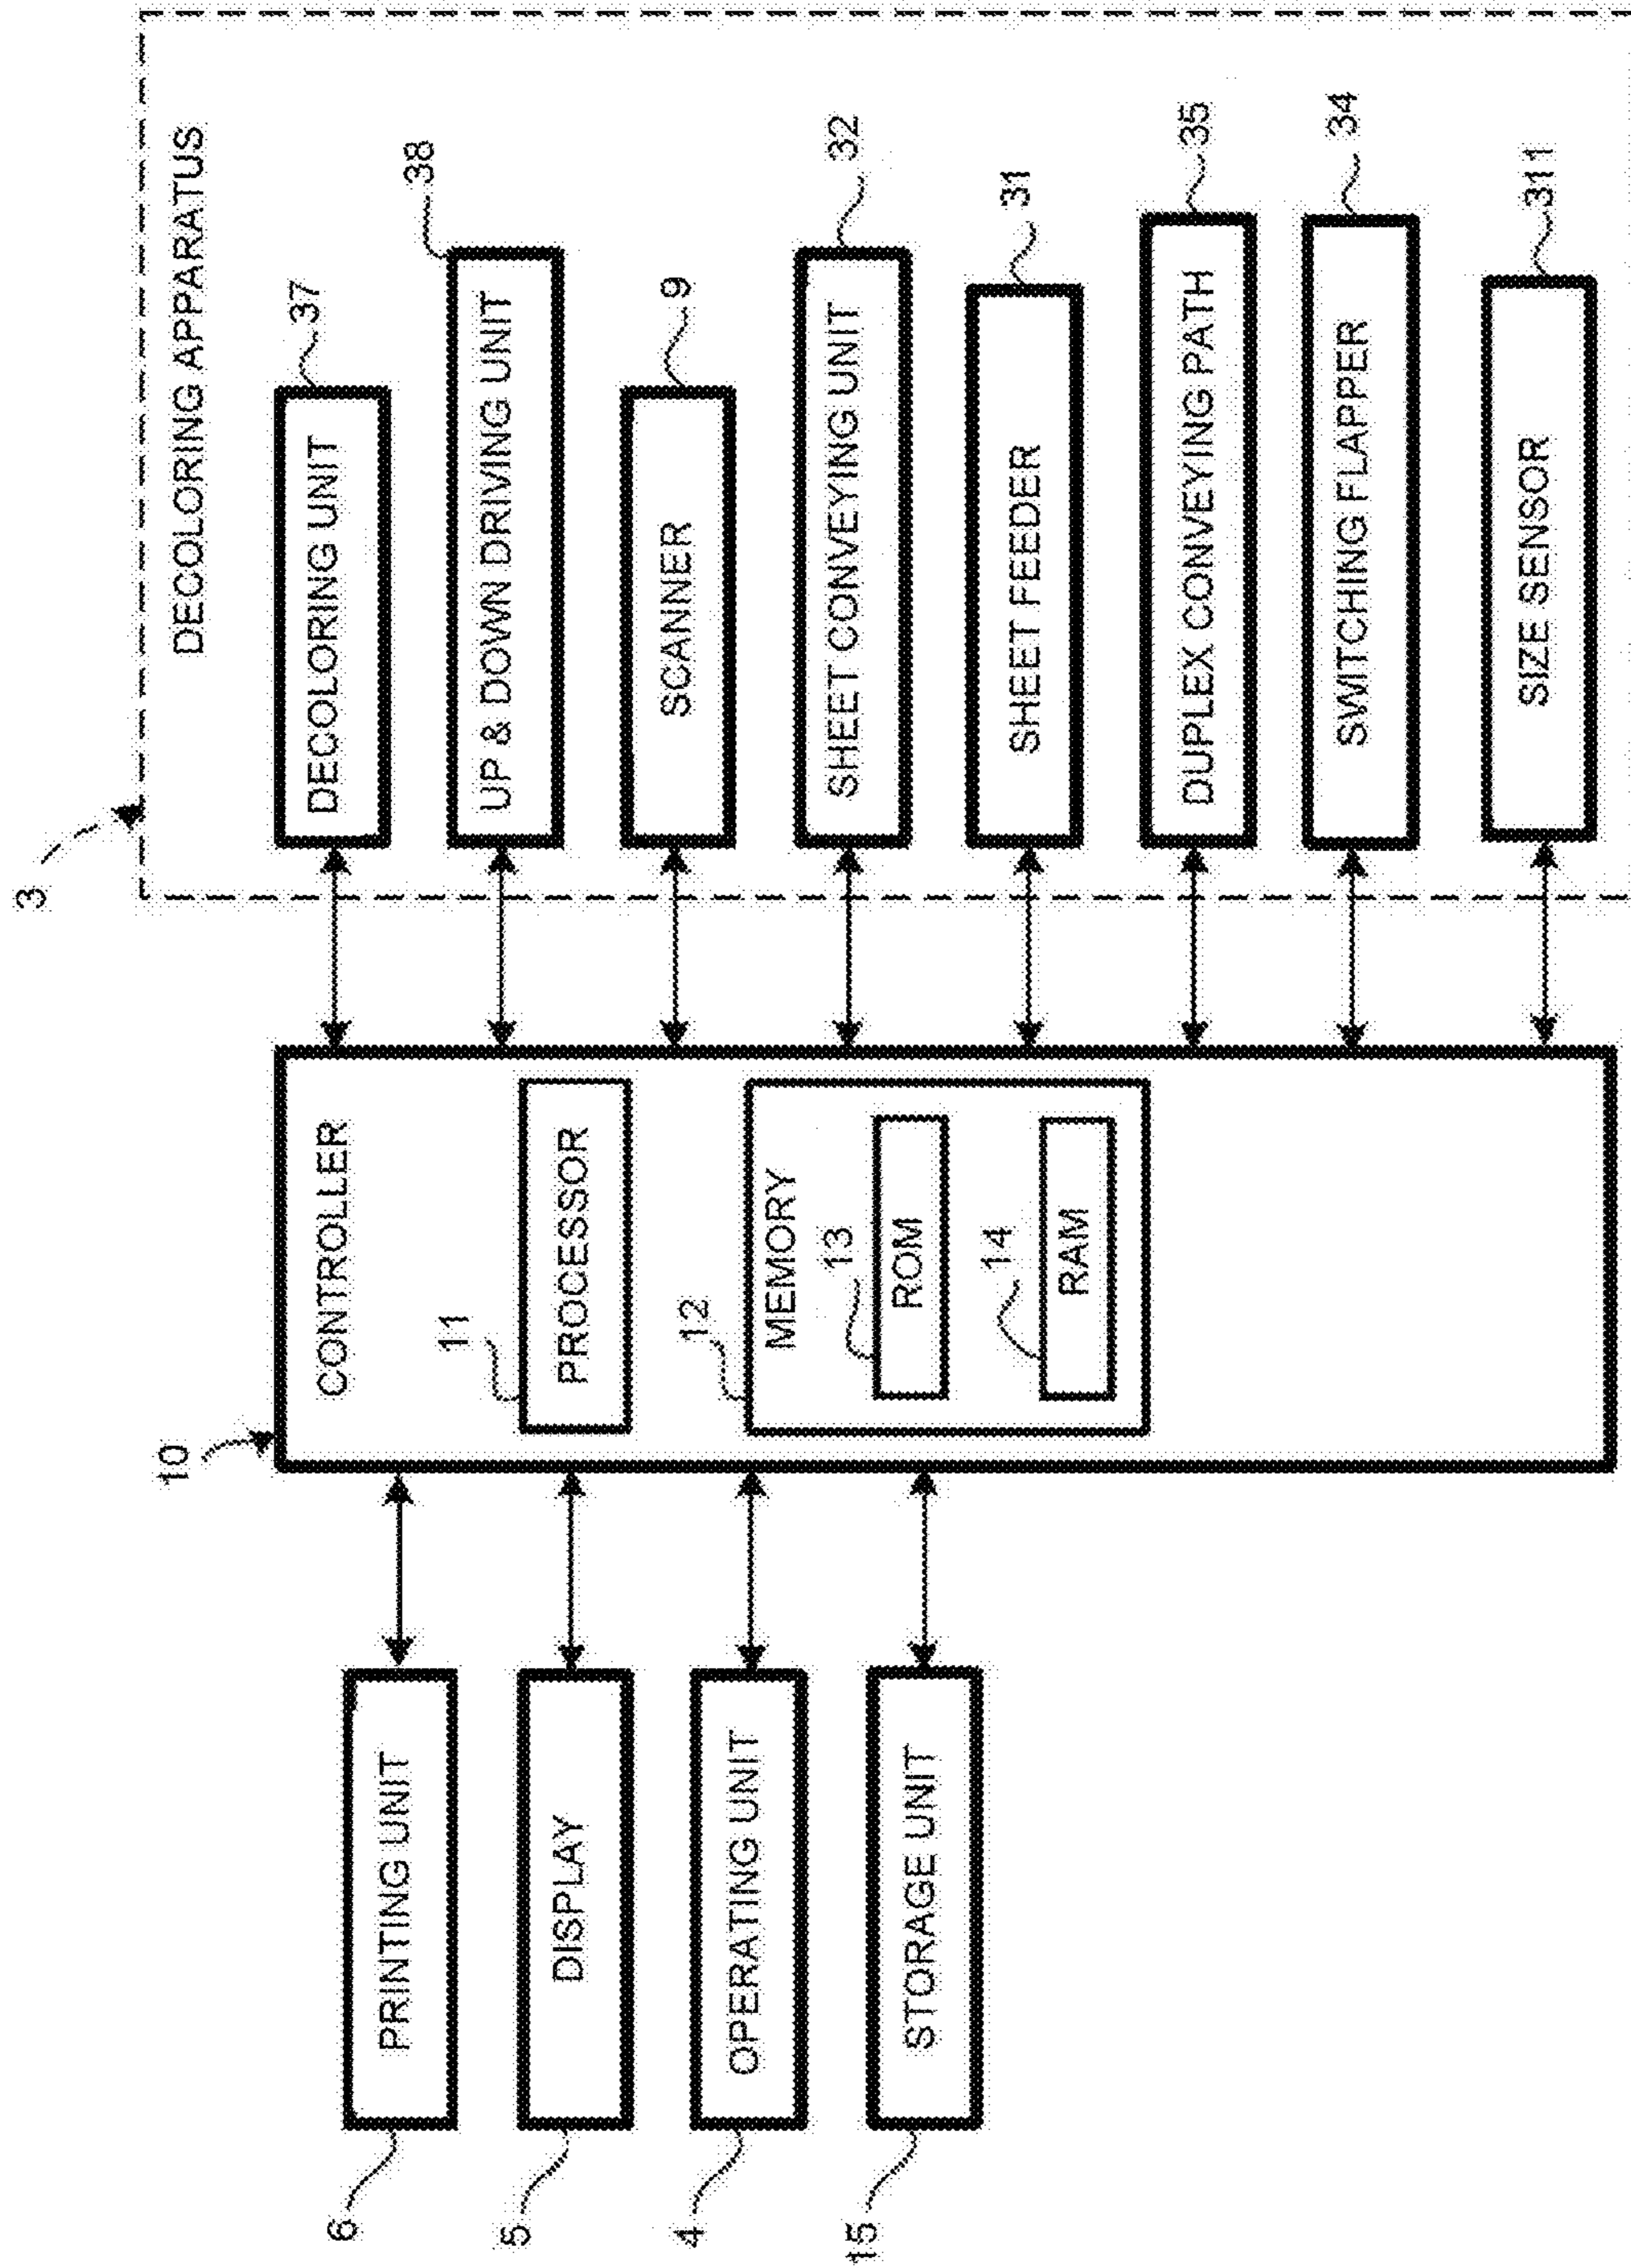 3
DECOLORING APPARATUS
10
CONTROLLER
6
PRINTING UNIT
DECOLORING UNIT
37
11
PROCESSOR
5
DISPLAY
UP & DOWN DRIVING UNIT
38
12
MEMORY
4
OPERATING UNIT
SCANNER
9
13
ROM
15
STORAGE UNIT
SHEET CONVEYING UNIT
32
14
RAM
SHEET FEEDER
31
DUPLEX CONVEYING PATH
35
SWITCHING FLAPPER
34
SIZE SENSOR
311